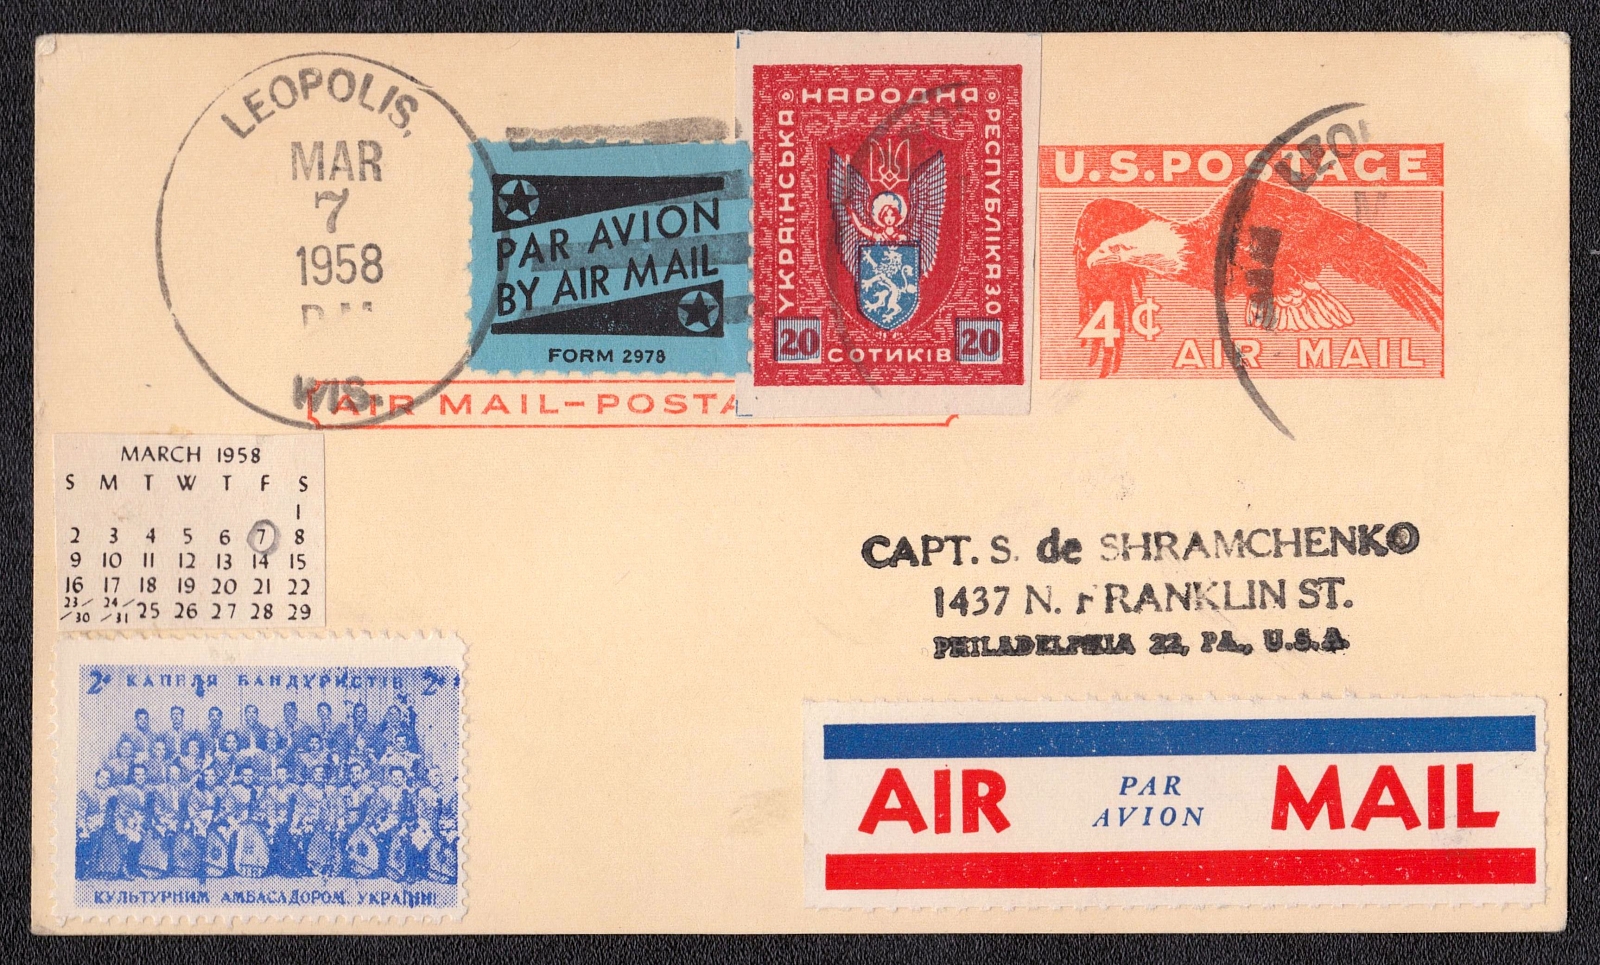 LEOPOLIS,
MAR
7
1958
WIS.
PAR AVION
BY AIR MAIL
FORM 2978
УКРАЇНСЬКА
НАРОДНЯ
РЕСПУБЛІКА З.О
20 СОТИКІВ 20
U.S. POSTAGE
4¢
AIR MAIL
LEO
AIR MAIL-POSTA
MARCH 1958
S M T W T F S
1
2 3 4 5 6 7 8
9 10 11 12 13 14 15
16 17 18 19 20 21 22
23/30 24/31 25 26 27 28 29
CAPT. S. de SHRAMCHENKO
1437 N. FRANKLIN ST.
PHILADELPHIA 22, PA., U.S.A.
КАПЕЛЯ БАНДУРИСТІВ
КУЛЬТУРНИМ АМБАСАДОРОМ УКРАЇНИ
AIR PAR AVION MAIL